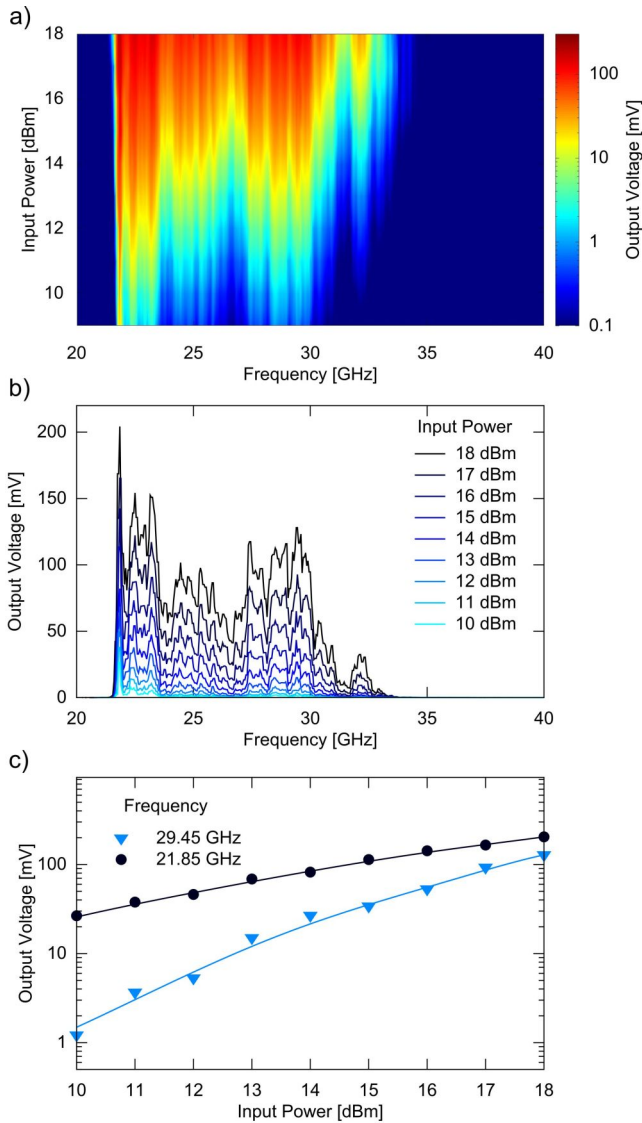 a)
18
16
14
12
10
Input Power [dBm]
20 25 30 35 40
Frequency [GHz]
100
10
1
0.1
Output Voltage [mV]
b)
200
150
100
50
0
Output Voltage [mV]
Input Power
18 dBm
17 dBm
16 dBm
15 dBm
14 dBm
13 dBm
12 dBm
11 dBm
10 dBm
20 25 30 35 40
Frequency [GHz]
c)
Frequency
29.45 GHz
21.85 GHz
100
10
1
Output Voltage [mV]
10 11 12 13 14 15 16 17 18
Input Power [dBm]